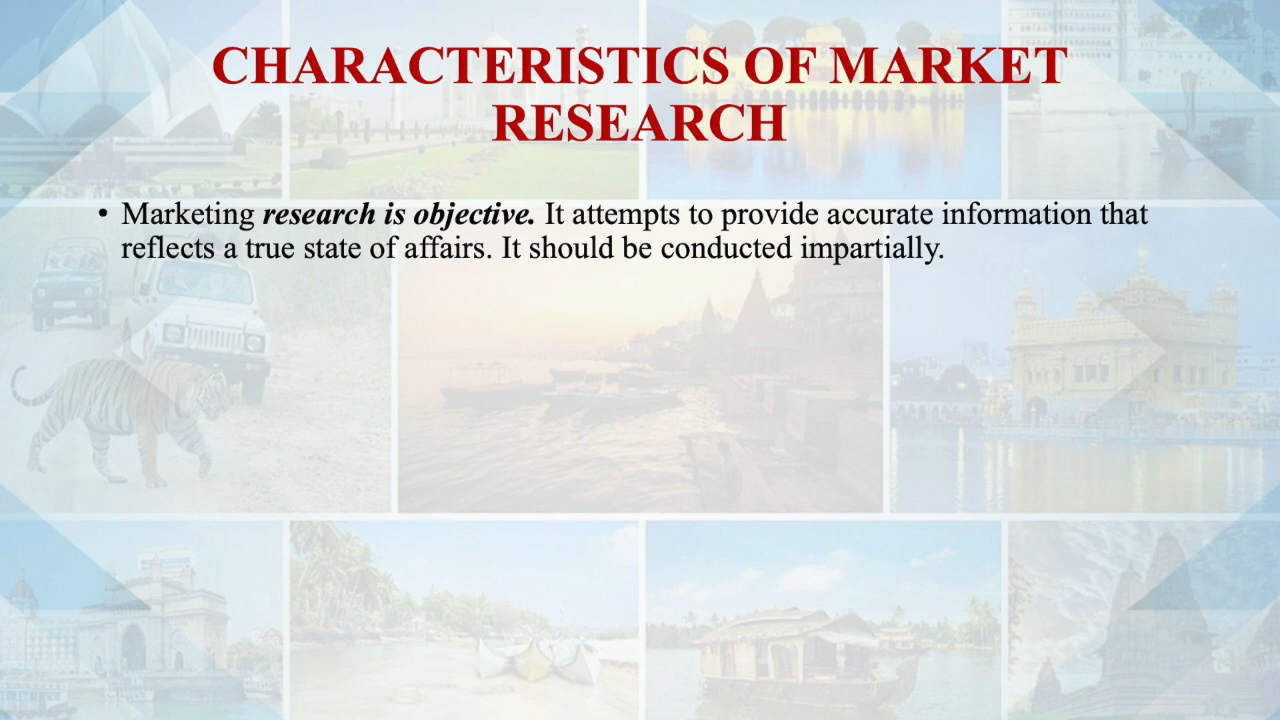 CHARACTERISTICS OF MARKET
RESEARCH
• Marketing research is objective. It attempts to provide accurate information that
reflects a true state of affairs. It should be conducted impartially.